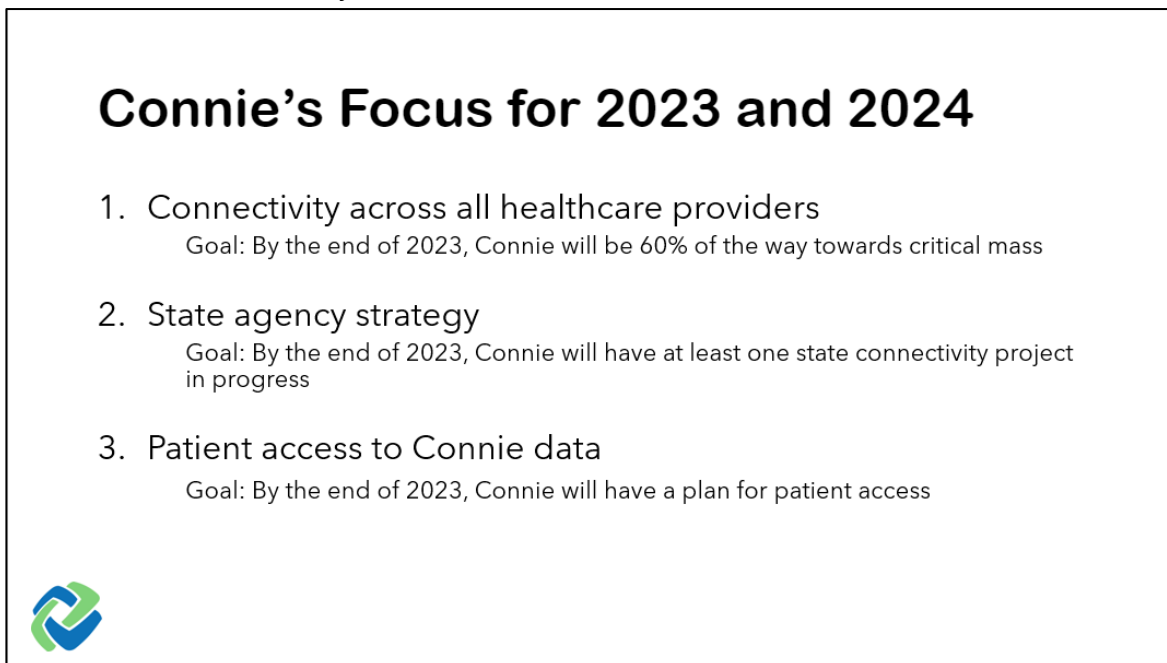 Connie’s Focus for 2023 and 2024
1. Connectivity across all healthcare providers
Goal: By the end of 2023, Connie will be 60% of the way towards critical mass
2. State agency strategy
Goal: By the end of 2023, Connie will have at least one state connectivity project
in progress
3. Patient access to Connie data
Goal: By the end of 2023, Connie will have a plan for patient access